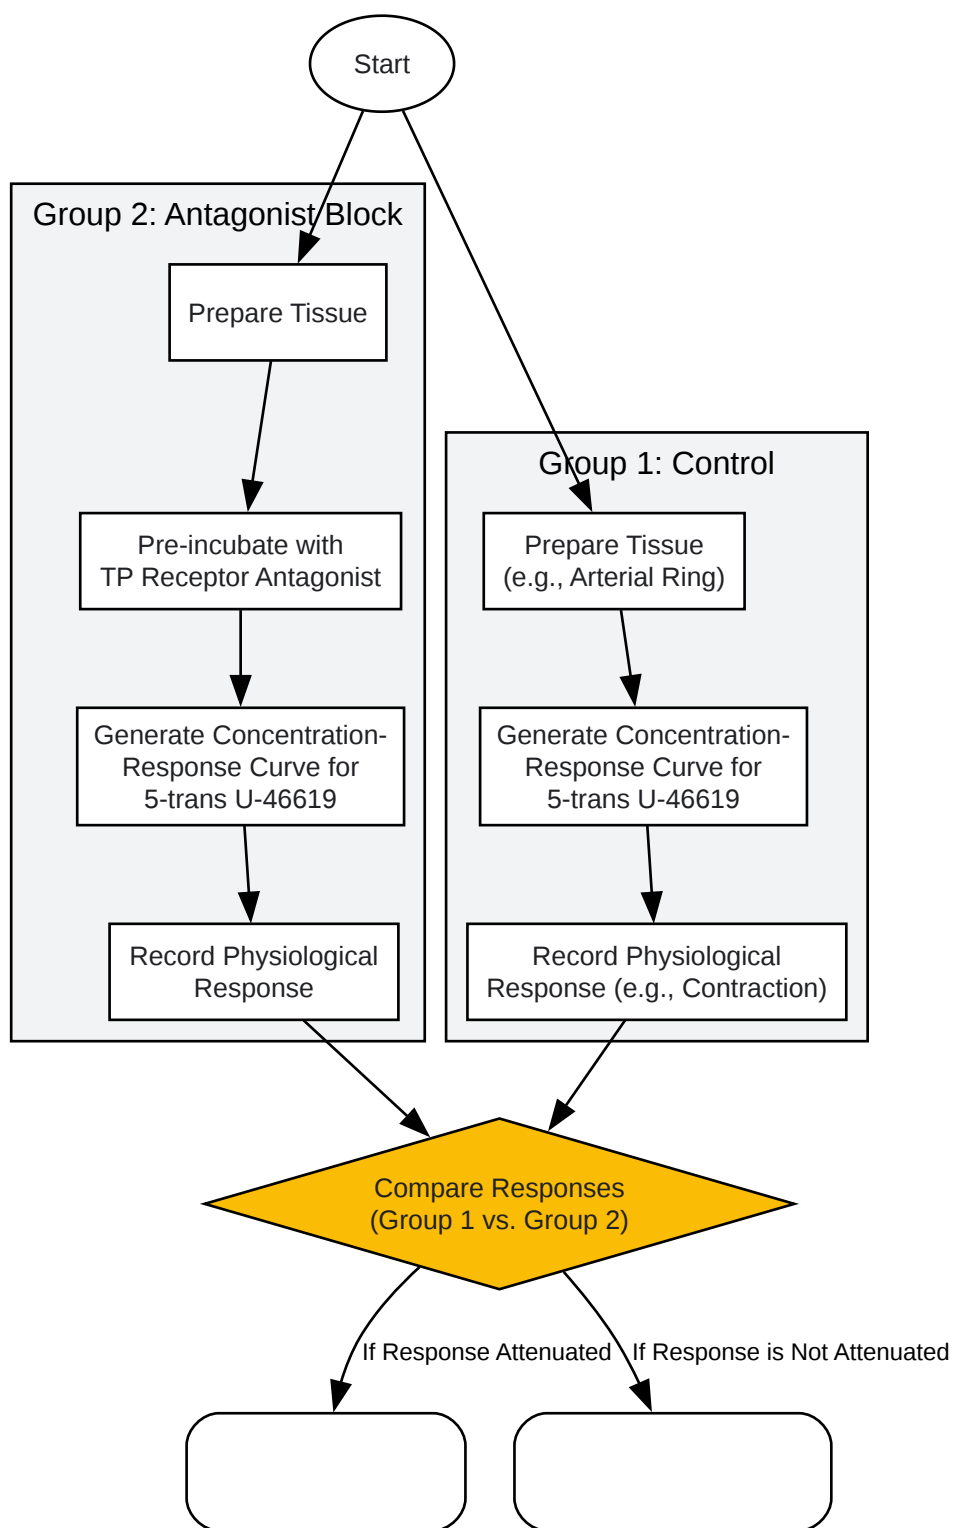 Start
Group 2: Antagonist Block
Prepare Tissue
Pre-incubate with
TP Receptor Antagonist
Generate Concentration-
Response Curve for
5-trans U-46619
Record Physiological
Response
Group 1: Control
Prepare Tissue
(e.g., Arterial Ring)
Generate Concentration-
Response Curve for
5-trans U-46619
Record Physiological
Response (e.g., Contraction)
Compare Responses
(Group 1 vs. Group 2)
If Response Attenuated
If Response is Not Attenuated